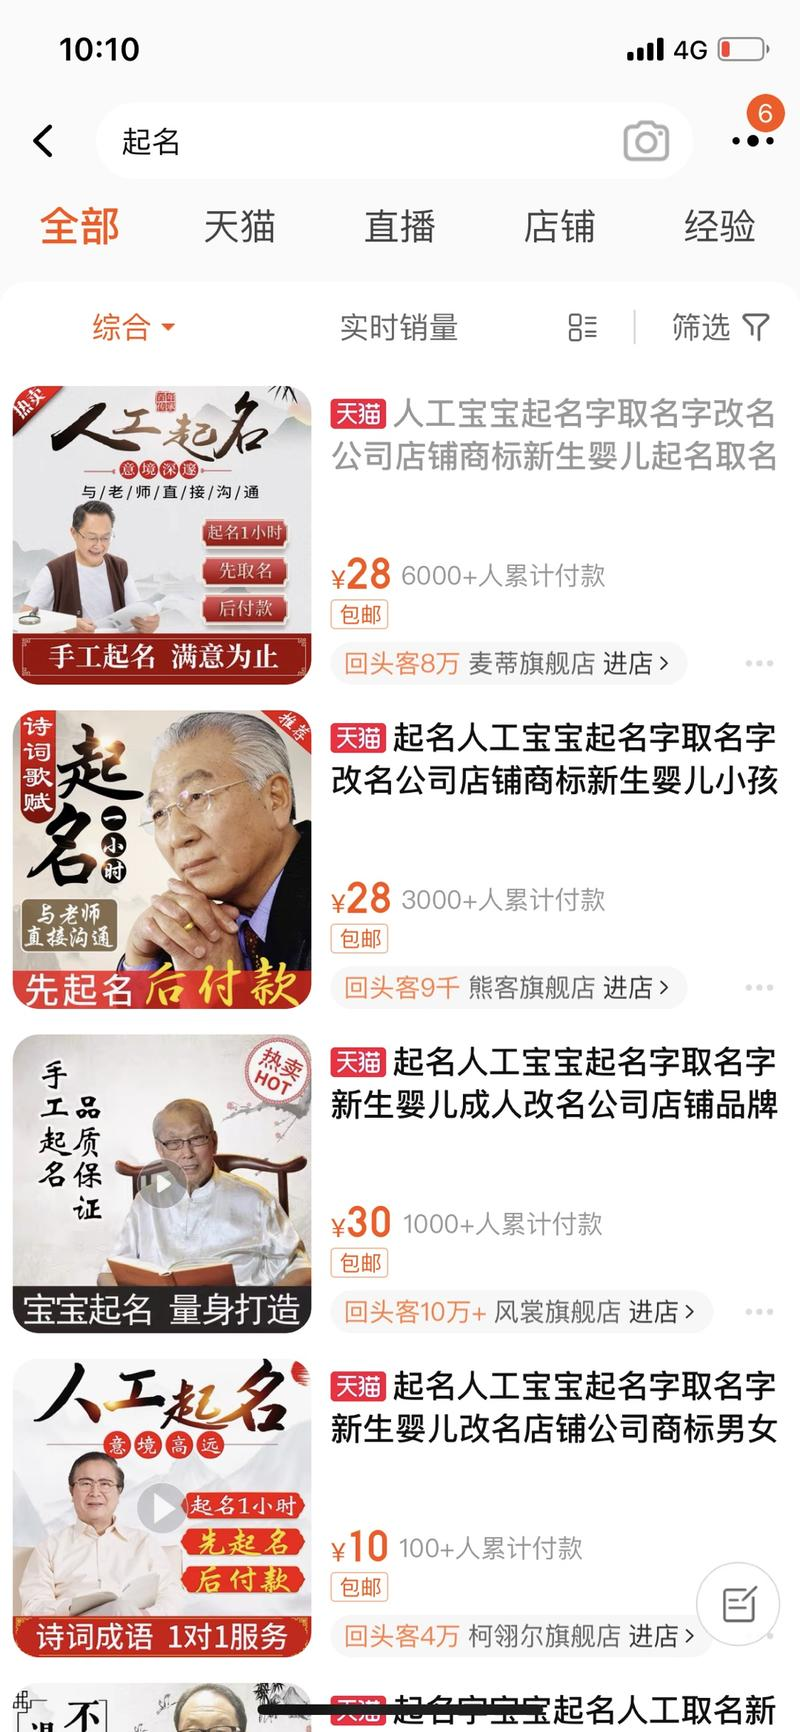 10:10
4G
起名
6
全部
天猫
直播
店铺
经验
综合
实时销量
筛选
热卖
人工起名
意境深邃
与/老/师/直/接/沟/通
起名1小时
先取名
后付款
手工起名 满意为止
天猫 人工宝宝起名字取名字改名
公司店铺商标新生婴儿起名取名
¥28 6000+人累计付款
包邮
回头客8万 麦蒂旗舰店 进店
诗词歌赋
起名
一小时
推荐
与老师
直接沟通
先起名 后付款
天猫 起名人工宝宝起名字取名字
改名公司店铺商标新生婴儿小孩
¥28 3000+人累计付款
包邮
回头客9千 熊客旗舰店 进店
手工起名
品质保证
热卖
HOT
宝宝起名 量身打造
天猫 起名人工宝宝起名字取名字
新生婴儿成人改名公司店铺品牌
¥30 1000+人累计付款
包邮
回头客10万+ 风裳旗舰店 进店
人工起名
意境高远
起名1小时
先起名
后付款
诗词成语 1对1服务
天猫 起名人工宝宝起名字取名字
新生婴儿改名店铺公司商标男女
¥10 100+人累计付款
包邮
回头客4万 柯翎尔旗舰店 进店
不
天猫 起名字宝宝起名人工取名新